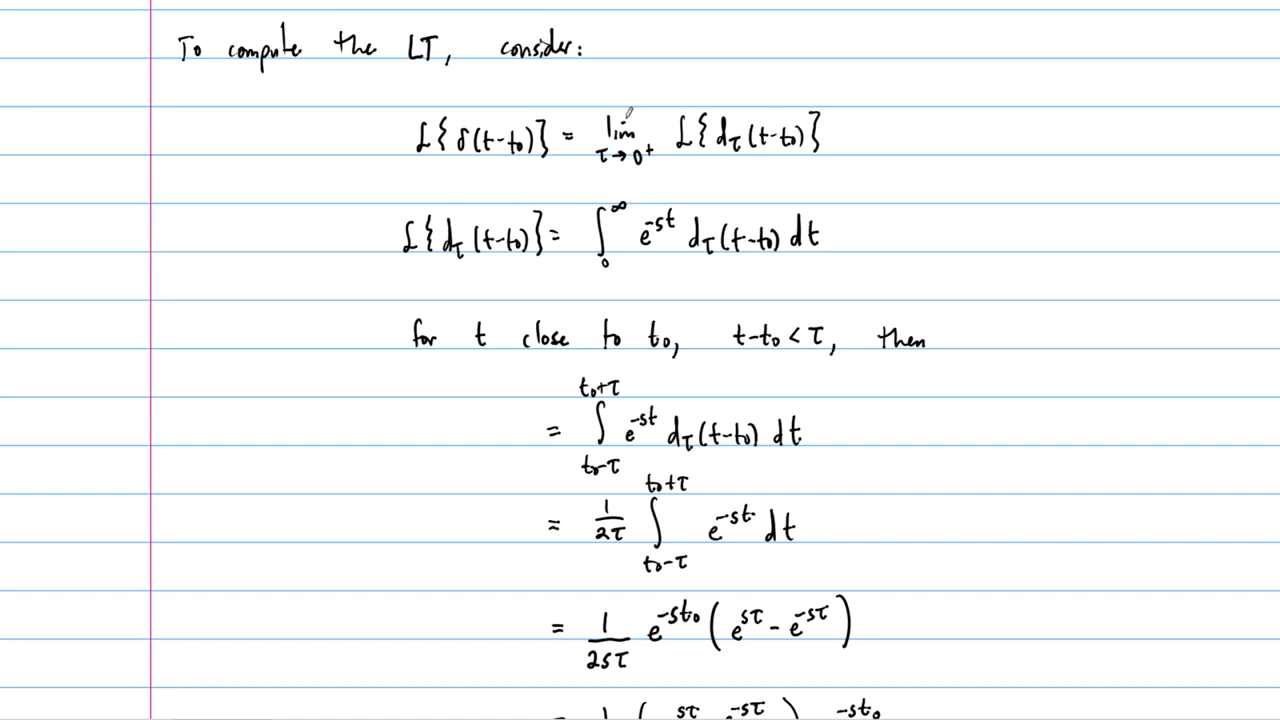 To compute the LT, consider:
ℒ{δ(t-t₀)} = lim τ→0⁺ ℒ{d_τ(t-t₀)}
ℒ{d_τ(t-t₀)} = ∫₀^∞ e^{-st} d_τ(t-t₀) dt
for t close to t₀, t-t₀ < τ, then
= ∫_{t₀-τ}^{t₀+τ} e^{-st} d_τ(t-t₀) dt
= 1/2τ ∫_{t₀-τ}^{t₀+τ} e^{-st} dt
= 1/2sτ e^{-st₀} (e^{sτ} - e^{-sτ})